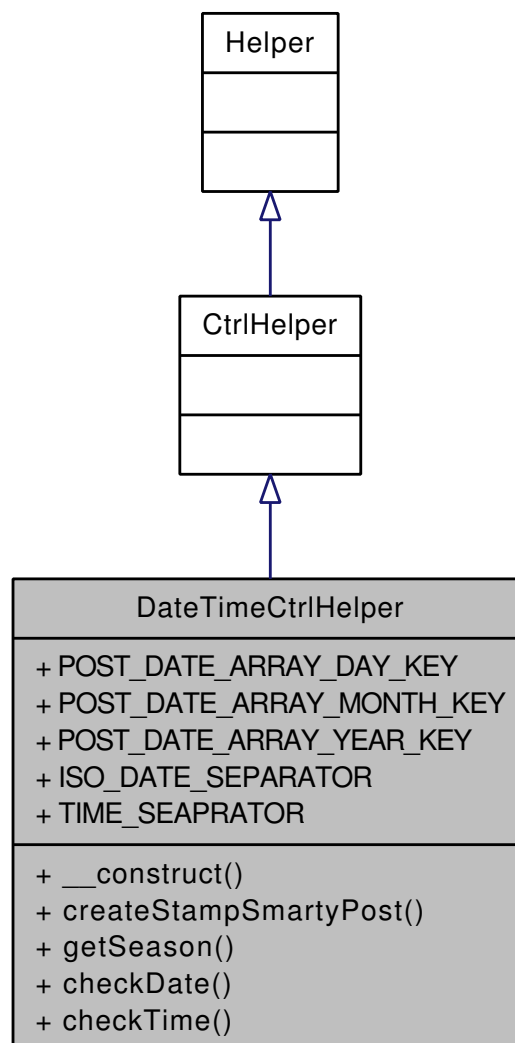 Helper
CtrlHelper
DateTimeCtrlHelper
+ POST_DATE_ARRAY_DAY_KEY
+ POST_DATE_ARRAY_MONTH_KEY
+ POST_DATE_ARRAY_YEAR_KEY
+ ISO_DATE_SEPARATOR
+ TIME_SEAPRATOR
+ __construct()
+ createStampSmartyPost()
+ getSeason()
+ checkDate()
+ checkTime()